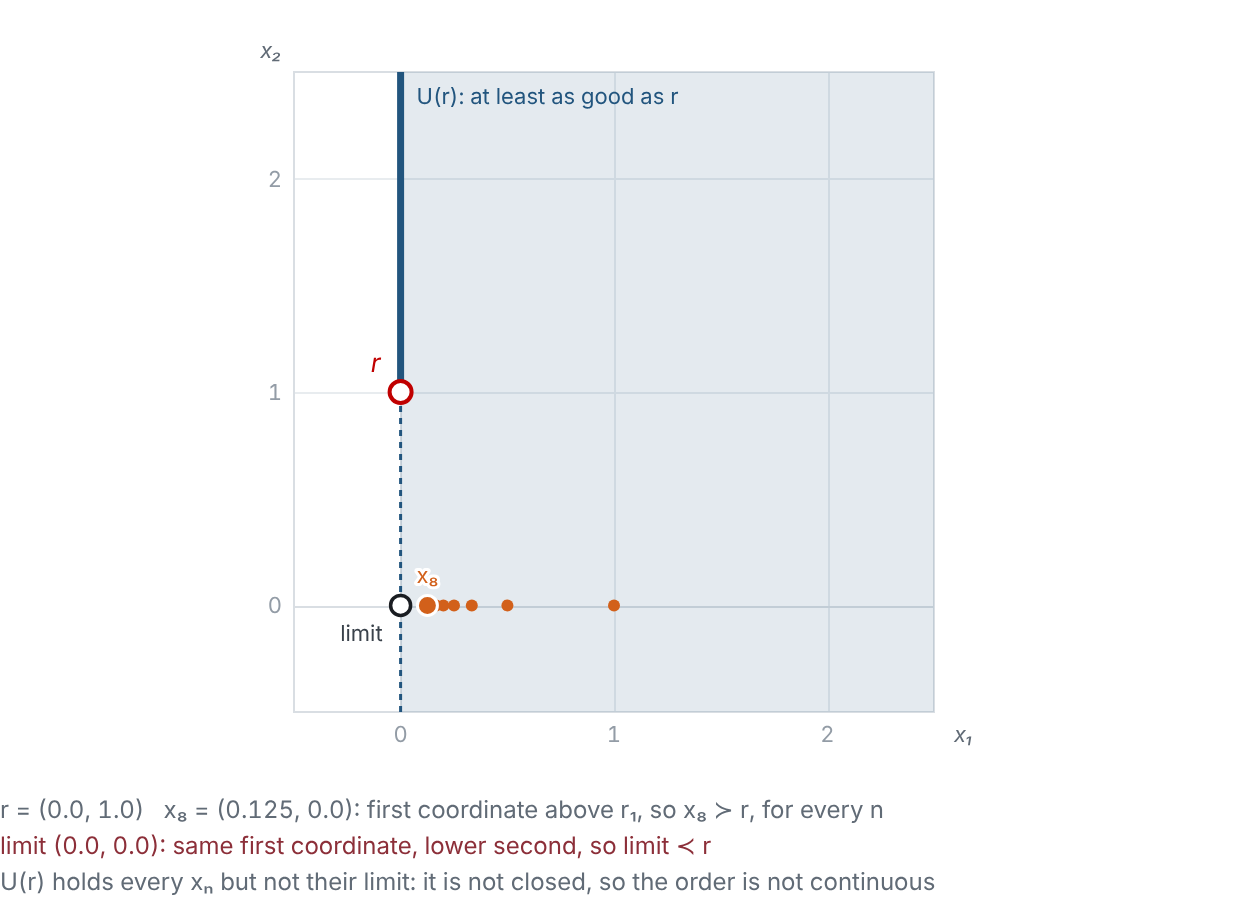 x₂
U(r): at least as good as r
2
r
1
x₈
0
limit
0 1 2 x₁
r = (0.0, 1.0) x₈ = (0.125, 0.0): first coordinate above r₁, so x₈ ≻ r, for every n
limit (0.0, 0.0): same first coordinate, lower second, so limit ≺ r
U(r) holds every xₙ but not their limit: it is not closed, so the order is not continuous